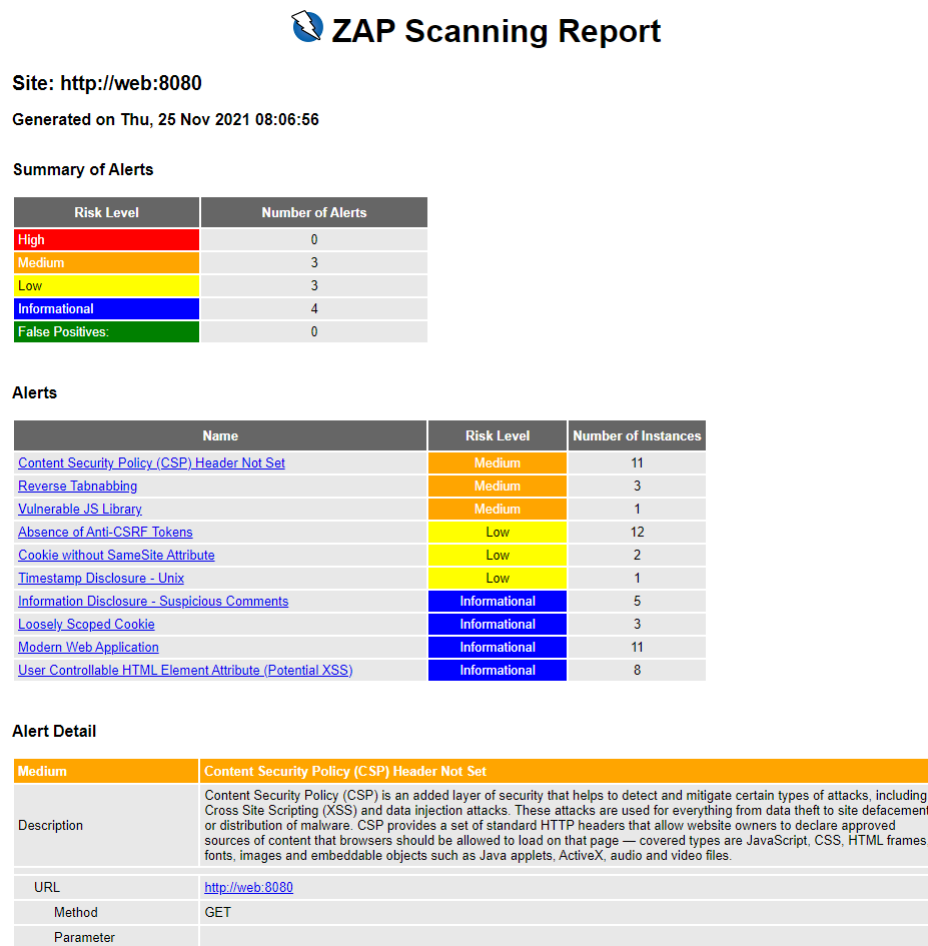 ZAP Scanning Report
Site: http://web:8080
Generated on Thu, 25 Nov 2021 08:06:56
Summary of Alerts
Risk Level Number of Alerts
High 0
Medium 3
Low 3
Informational 4
False Positives: 0
Alerts
Name Risk Level Number of Instances
Content Security Policy (CSP) Header Not Set Medium 11
Reverse Tabnabbing Medium 3
Vulnerable JS Library Medium 1
Absence of Anti-CSRF Tokens Low 12
Cookie without SameSite Attribute Low 2
Timestamp Disclosure - Unix Low 1
Information Disclosure - Suspicious Comments Informational 5
Loosely Scoped Cookie Informational 3
Modern Web Application Informational 11
User Controllable HTML Element Attribute (Potential XSS) Informational 8
Alert Detail
Medium Content Security Policy (CSP) Header Not Set
Description
Content Security Policy (CSP) is an added layer of security that helps to detect and mitigate certain types of attacks, including
Cross Site Scripting (XSS) and data injection attacks. These attacks are used for everything from data theft to site defacement
or distribution of malware. CSP provides a set of standard HTTP headers that allow website owners to declare approved
sources of content that browsers should be allowed to load on that page — covered types are JavaScript, CSS, HTML frames,
fonts, images and embeddable objects such as Java applets, ActiveX, audio and video files.
URL http://web:8080
Method GET
Parameter